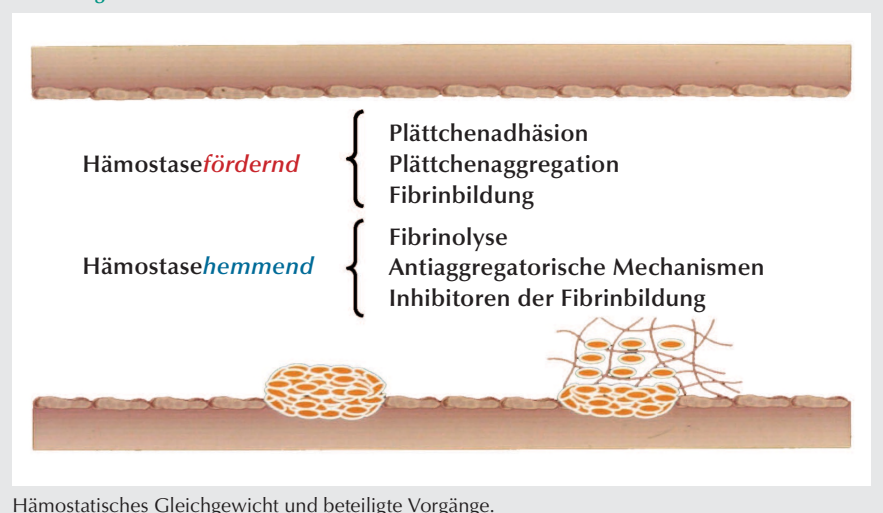 Hämostasefördernd
Plättchenadhäsion
Plättchenaggregation
Fibrinbildung
Hämostasehemmend
Fibrinolyse
Antiaggregatorische Mechanismen
Inhibitoren der Fibrinbildung
Hämostatisches Gleichgewicht und beteiligte Vorgänge.